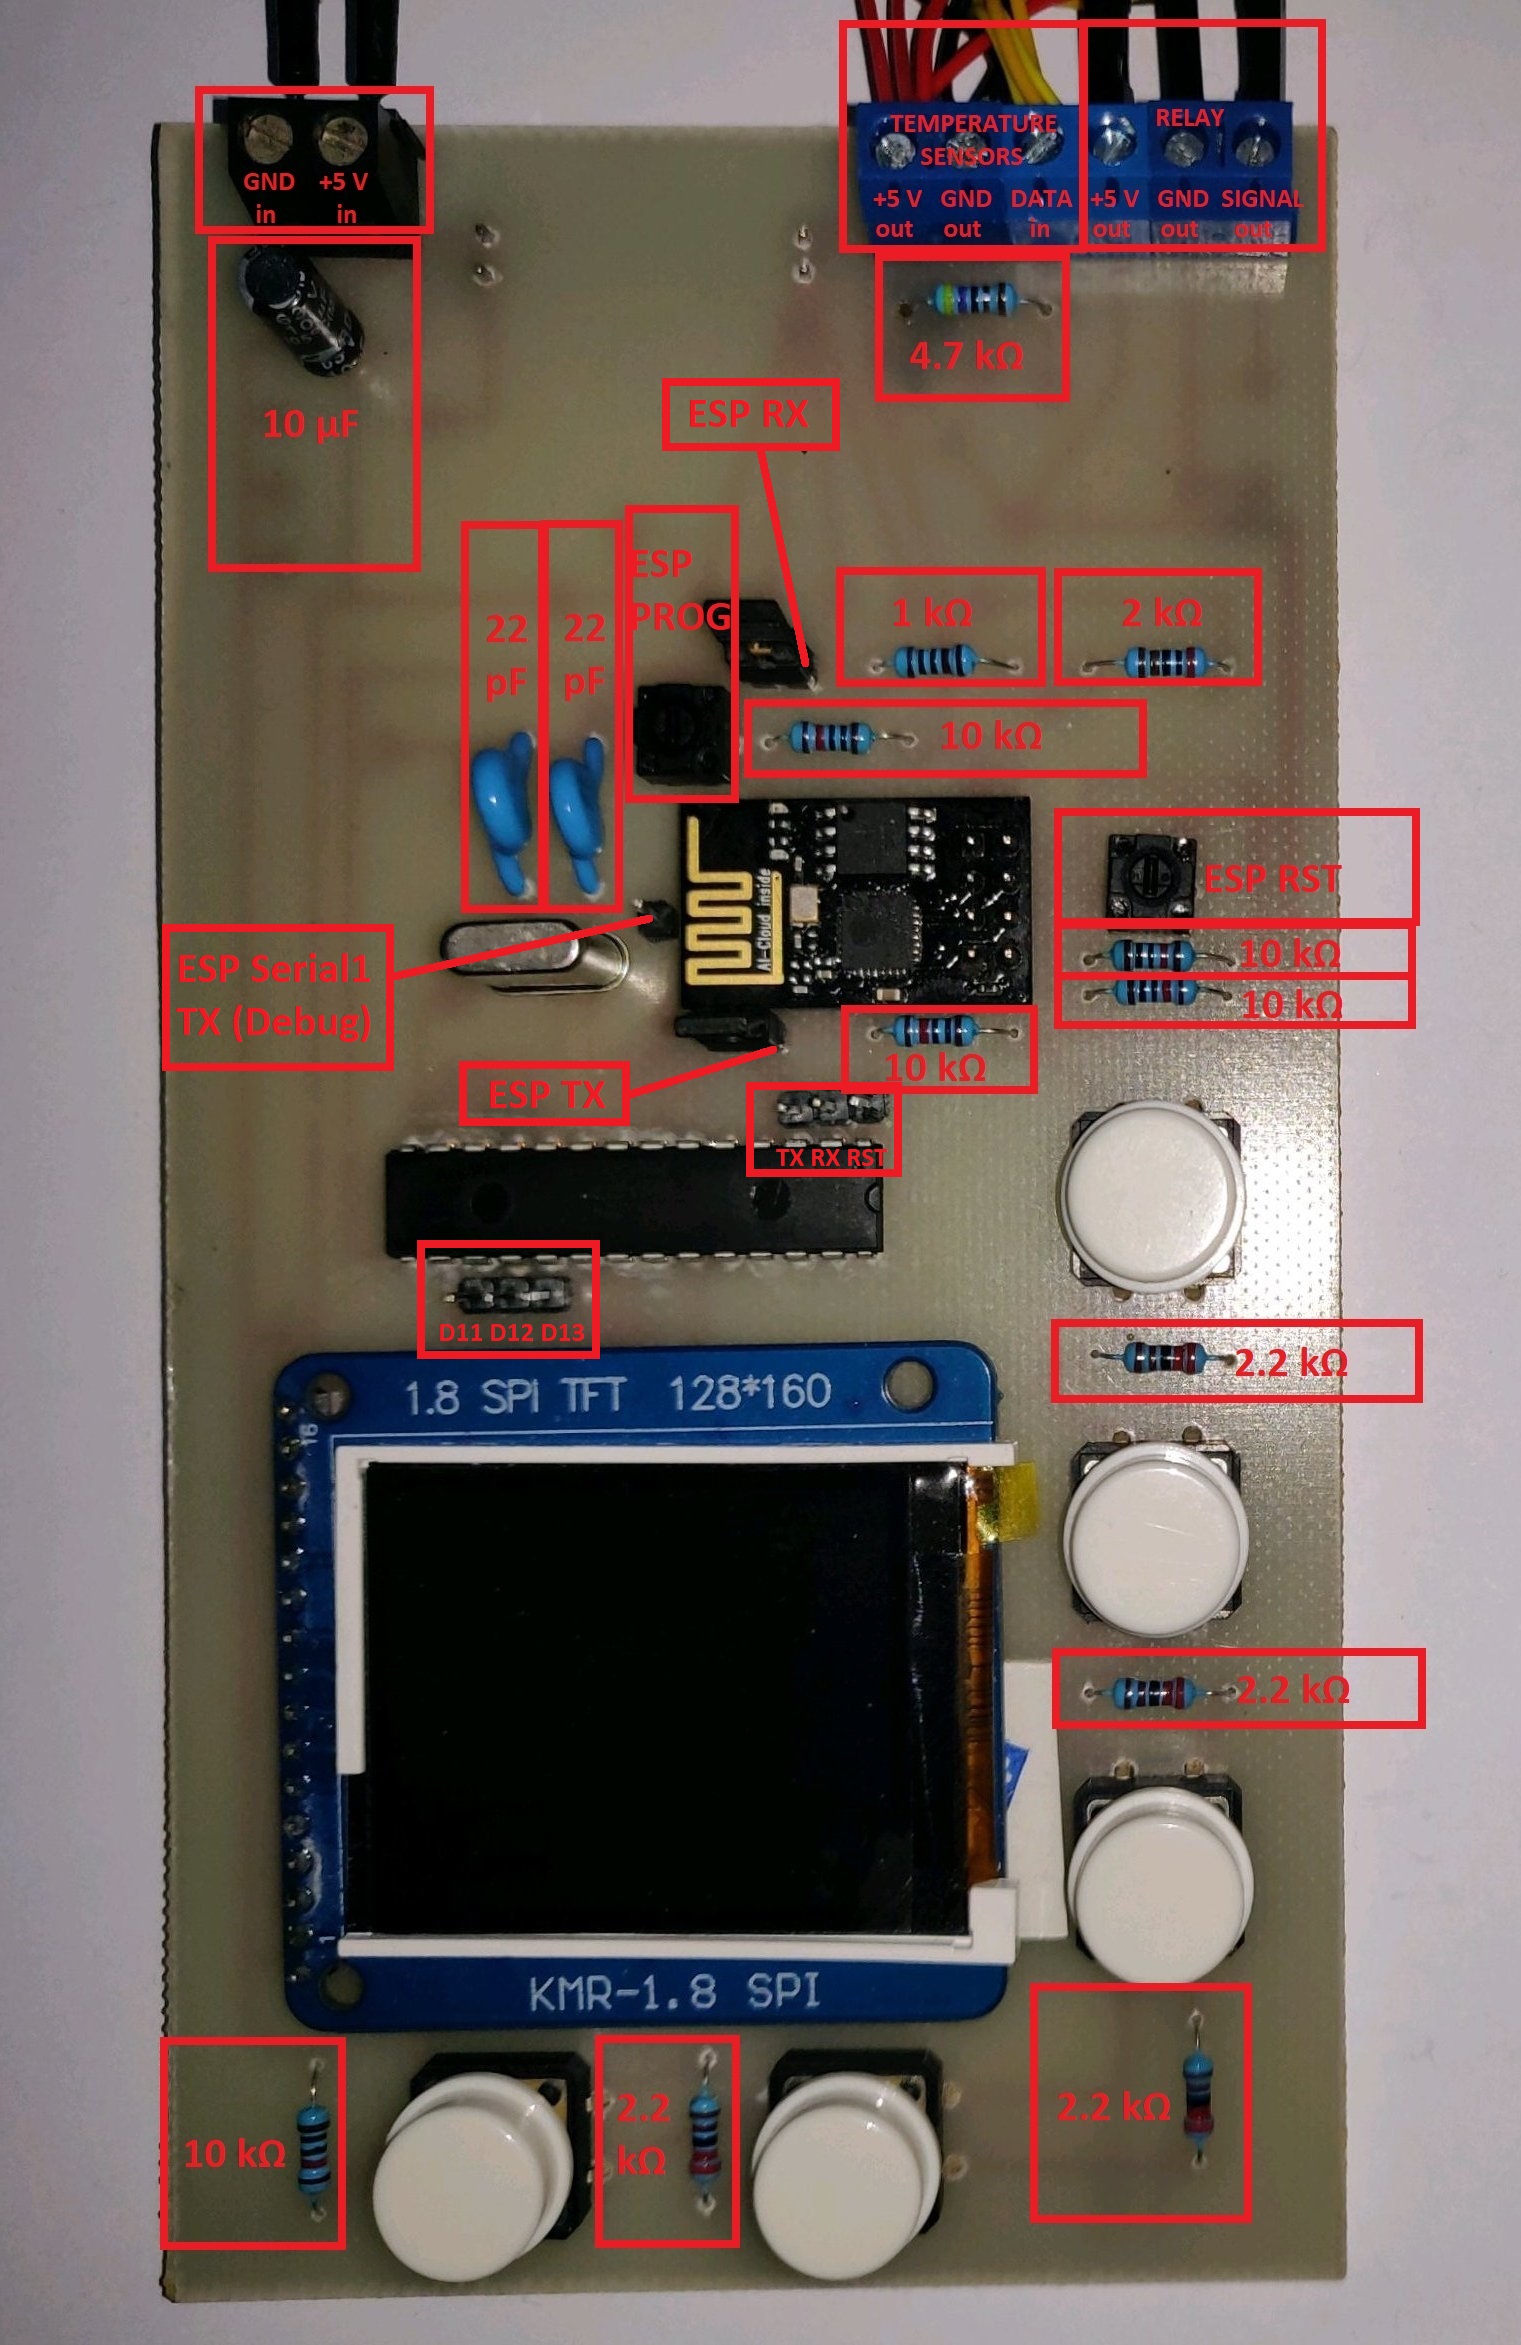 TEMPERATURE
SENSORS
RELAY
GND +5 V
in in
+5 V GND DATA +5 V GND SIGNAL
out out in out out out
4.7 kΩ
10 µF
ESP RX
ESP
PROG
22
pF
22
pF
1 kΩ
2 kΩ
10 kΩ
ESP RST
AI-Cloud inside
10 kΩ
10 kΩ
ESP Serial1
TX (Debug)
10 kΩ
ESP TX
TX RX RST
D11 D12 D13
2.2 kΩ
1.8 SPI TFT 128*160
16
2.2 kΩ
1
KMR-1.8 SPI
10 kΩ
2.2
kΩ
2.2 kΩ